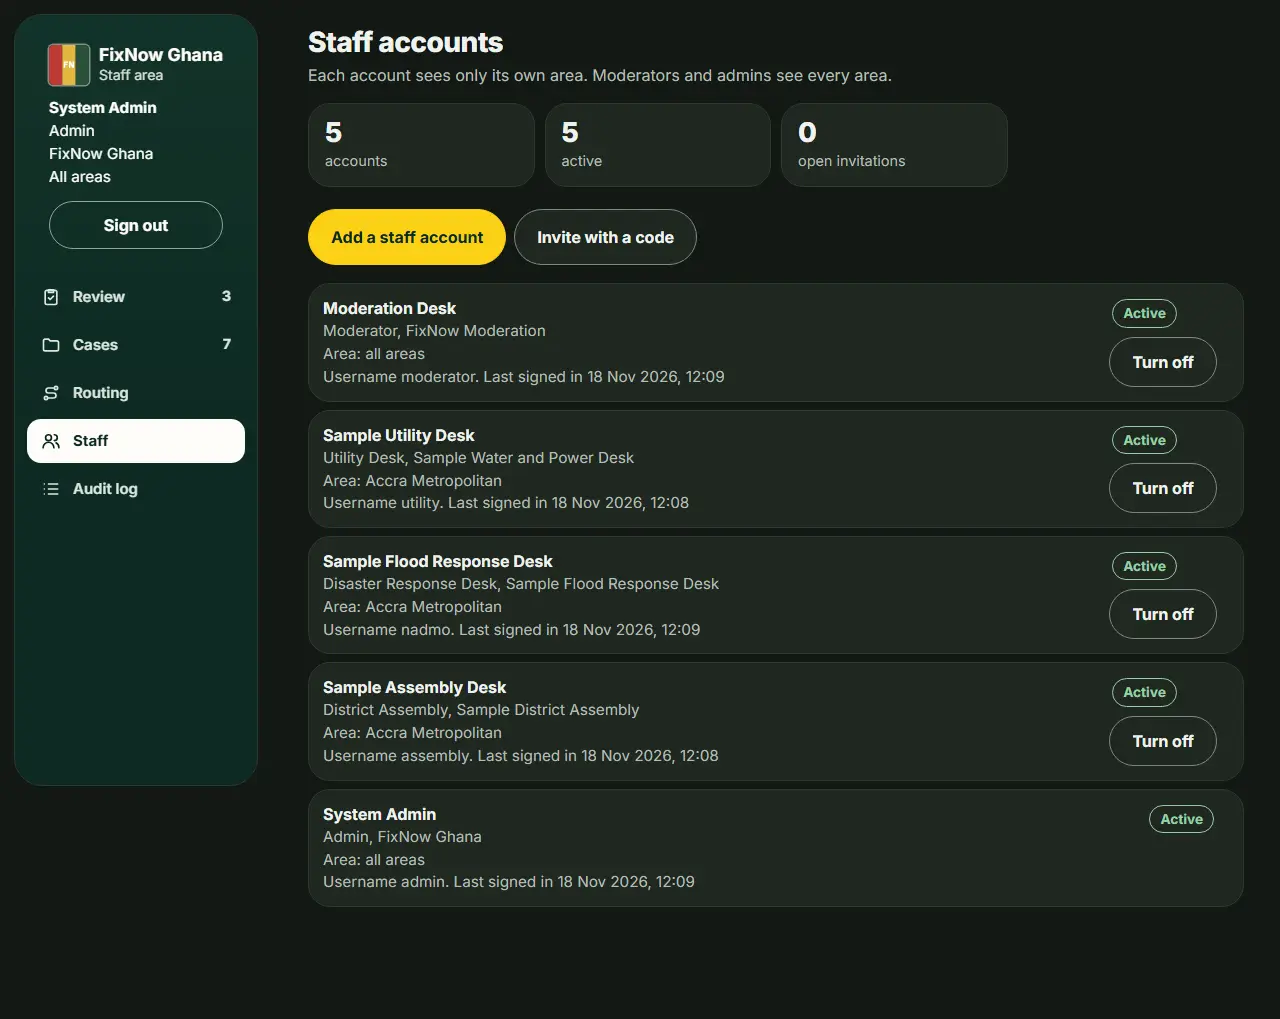 FN
FixNow Ghana
Staff area
System Admin
Admin
FixNow Ghana
All areas
Sign out
Review 3
Cases 7
Routing
Staff
Audit log
Staff accounts
Each account sees only its own area. Moderators and admins see every area.
5
accounts
5
active
0
open invitations
Add a staff account
Invite with a code
Moderation Desk
Moderator, FixNow Moderation
Area: all areas
Username moderator. Last signed in 18 Nov 2026, 12:09
Active
Turn off
Sample Utility Desk
Utility Desk, Sample Water and Power Desk
Area: Accra Metropolitan
Username utility. Last signed in 18 Nov 2026, 12:08
Active
Turn off
Sample Flood Response Desk
Disaster Response Desk, Sample Flood Response Desk
Area: Accra Metropolitan
Username nadmo. Last signed in 18 Nov 2026, 12:09
Active
Turn off
Sample Assembly Desk
District Assembly, Sample District Assembly
Area: Accra Metropolitan
Username assembly. Last signed in 18 Nov 2026, 12:08
Active
Turn off
System Admin
Admin, FixNow Ghana
Area: all areas
Username admin. Last signed in 18 Nov 2026, 12:09
Active